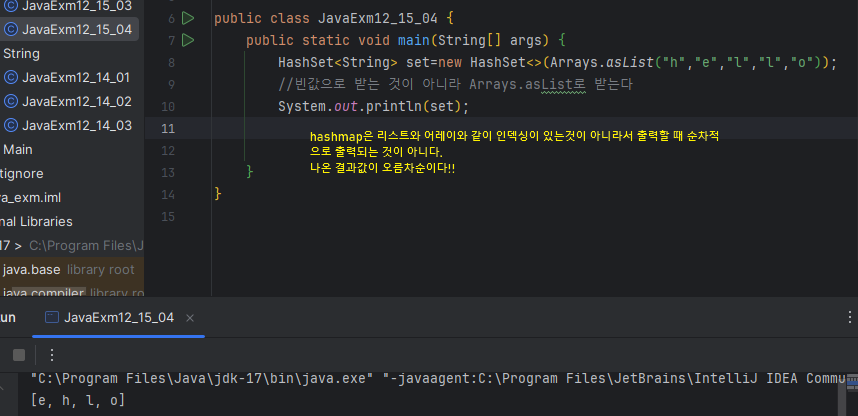 JavaExm12_15_03
JavaExm12_15_04
String
JavaExm12_14_01
JavaExm12_14_02
JavaExm12_14_03
Main
tignore
va_exm.iml
nal Libraries
17 > C:\Program Files\J
java.base library root
java.compiler library ro
6 public class JavaExm12_15_04 {
7 public static void main(String[] args) {
8 HashSet<String> set=new HashSet<>(Arrays.asList("h","e","l","l","o"));
9 //빈값으로 받는 것이 아니라 Arrays.asList로 받는다
10 System.out.println(set);
11
hashmap은 리스트와 어레이와 같이 인덱싱이 있는것이 아니라서 출력할 때 순차적
12
으로 출력되는 것이 아니다.
나온 결과값이 오름차순이다!!
13 }
14 }
15
un JavaExm12_15_04 ×
"C:\Program Files\Java\jdk-17\bin\java.exe" "-javaagent:C:\Program Files\JetBrains\IntelliJ IDEA Commu
[e, h, l, o]